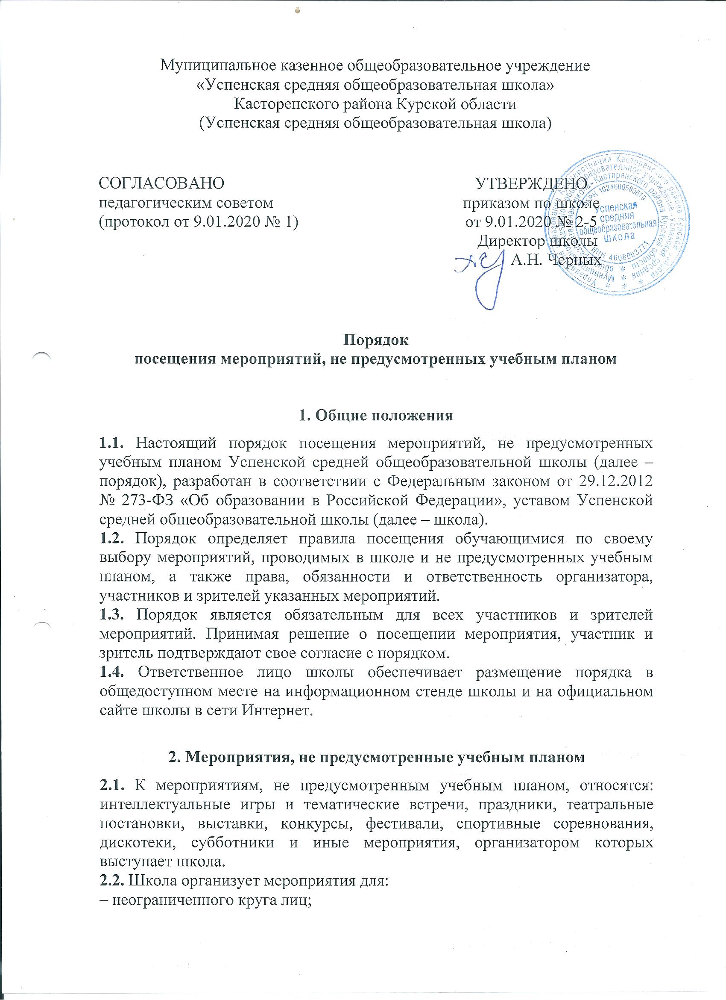 Муниципальное казенное общеобразовательное учреждение
«Успенская средняя общеобразовательная школа»
Касторенского района Курской области
(Успенская средняя общеобразовательная школа)
СОГЛАСОВАНО
педагогическим советом
(протокол от 9.01.2020 № 1)
УТВЕРЖДЕНО
приказом по школе
от 9.01.2020 № 2-5
Директор школы
А.Н. Черных
ОГРН 1024600580619
Успенская
средняя
общеобразовательная
школа
ИНН 4608003771
Порядок
посещения мероприятий, не предусмотренных учебным планом
1. Общие положения
1.1. Настоящий порядок посещения мероприятий, не предусмотренных
учебным планом Успенской средней общеобразовательной школы (далее –
порядок), разработан в соответствии с Федеральным законом от 29.12.2012
№ 273-ФЗ «Об образовании в Российской Федерации», уставом Успенской
средней общеобразовательной школы (далее – школа).
1.2. Порядок определяет правила посещения обучающимися по своему
выбору мероприятий, проводимых в школе и не предусмотренных учебным
планом, а также права, обязанности и ответственность организатора,
участников и зрителей указанных мероприятий.
1.3. Порядок является обязательным для всех участников и зрителей
мероприятий. Принимая решение о посещении мероприятия, участник и
зритель подтверждают свое согласие с порядком.
1.4. Ответственное лицо школы обеспечивает размещение порядка в
общедоступном месте на информационном стенде школы и на официальном
сайте школы в сети Интернет.
2. Мероприятия, не предусмотренные учебным планом
2.1. К мероприятиям, не предусмотренным учебным планом, относятся:
интеллектуальные игры и тематические встречи, праздники, театральные
постановки, выставки, конкурсы, фестивали, спортивные соревнования,
дискотеки, субботники и иные мероприятия, организатором которых
выступает школа.
2.2. Школа организует мероприятия для:
– неограниченного круга лиц;